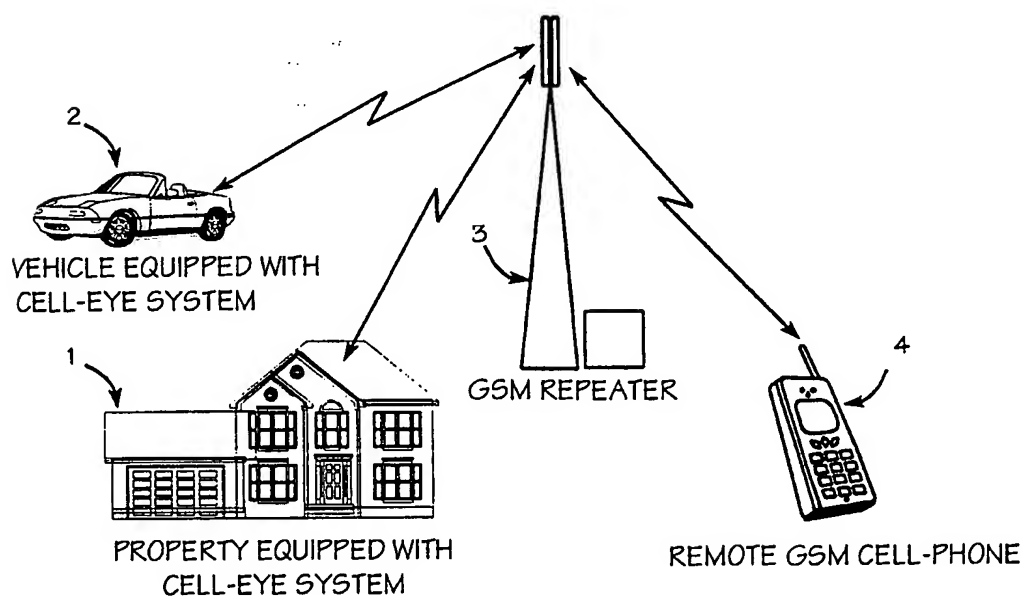 2
VEHICLE EQUIPPED WITH
CELL-EYE SYSTEM
3
1
GSM REPEATER
4
PROPERTY EQUIPPED WITH
CELL-EYE SYSTEM
REMOTE GSM CELL-PHONE